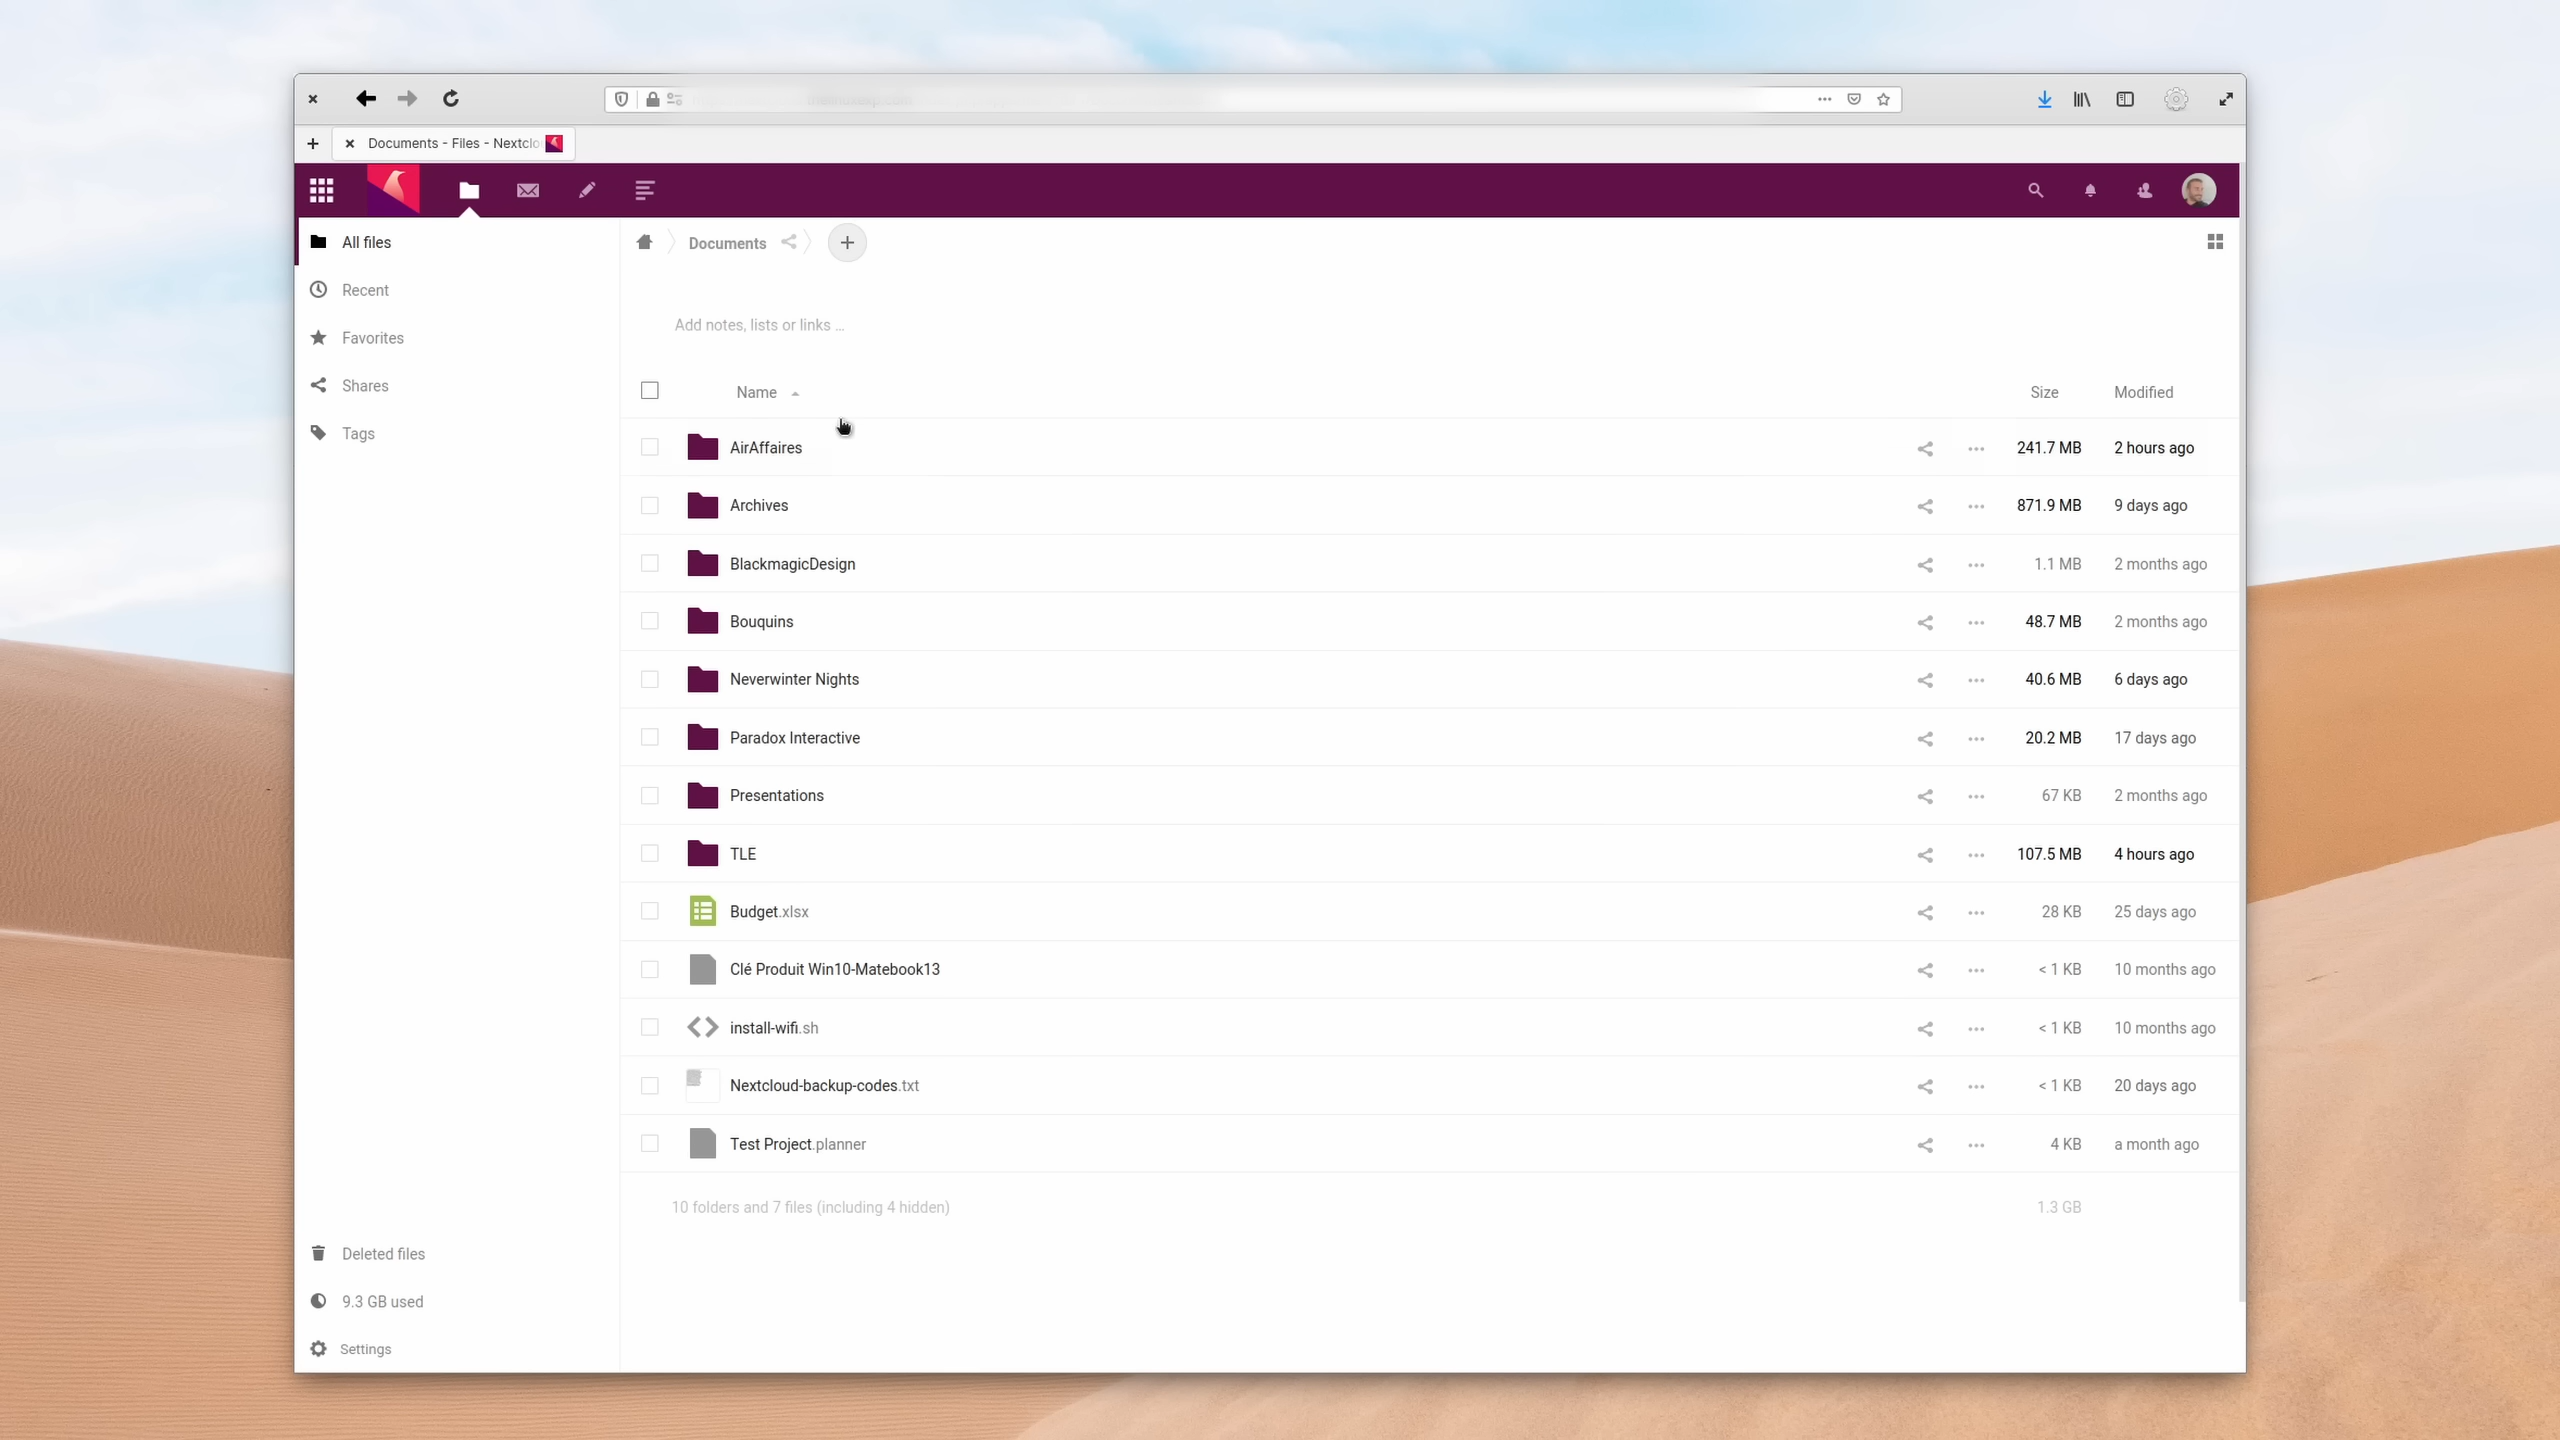 Documents - Files - Nextclo
All files
Recent
Favorites
Shares
Tags
Deleted files
9.3 GB used
Settings
Documents
Add notes, lists or links ...
Name Size Modified
AirAffaires 241.7 MB 2 hours ago
Archives 871.9 MB 9 days ago
BlackmagicDesign 1.1 MB 2 months ago
Bouquins 48.7 MB 2 months ago
Neverwinter Nights 40.6 MB 6 days ago
Paradox Interactive 20.2 MB 17 days ago
Presentations 67 KB 2 months ago
TLE 107.5 MB 4 hours ago
Budget.xlsx 28 KB 25 days ago
Clé Produit Win10-Matebook13 < 1 KB 10 months ago
install-wifi.sh < 1 KB 10 months ago
Nextcloud-backup-codes.txt < 1 KB 20 days ago
Test Project.planner 4 KB a month ago
10 folders and 7 files (including 4 hidden) 1.3 GB